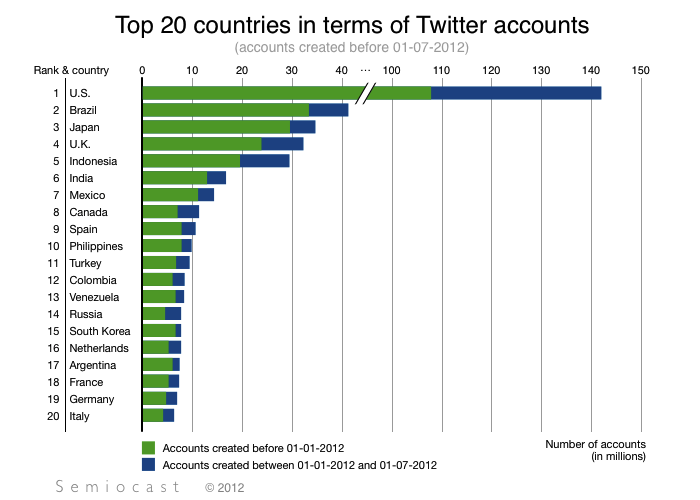 Top 20 countries in terms of Twitter accounts
(accounts created before 01-07-2012)
Rank & country 0 10 20 30 40 ... 100 110 120 130 140 150
1 U.S.
2 Brazil
3 Japan
4 U.K.
5 Indonesia
6 India
7 Mexico
8 Canada
9 Spain
10 Philippines
11 Turkey
12 Colombia
13 Venezuela
14 Russia
15 South Korea
16 Netherlands
17 Argentina
18 France
19 Germany
20 Italy
Accounts created before 01-01-2012
Accounts created between 01-01-2012 and 01-07-2012
Number of accounts
(in millions)
Semiocast © 2012